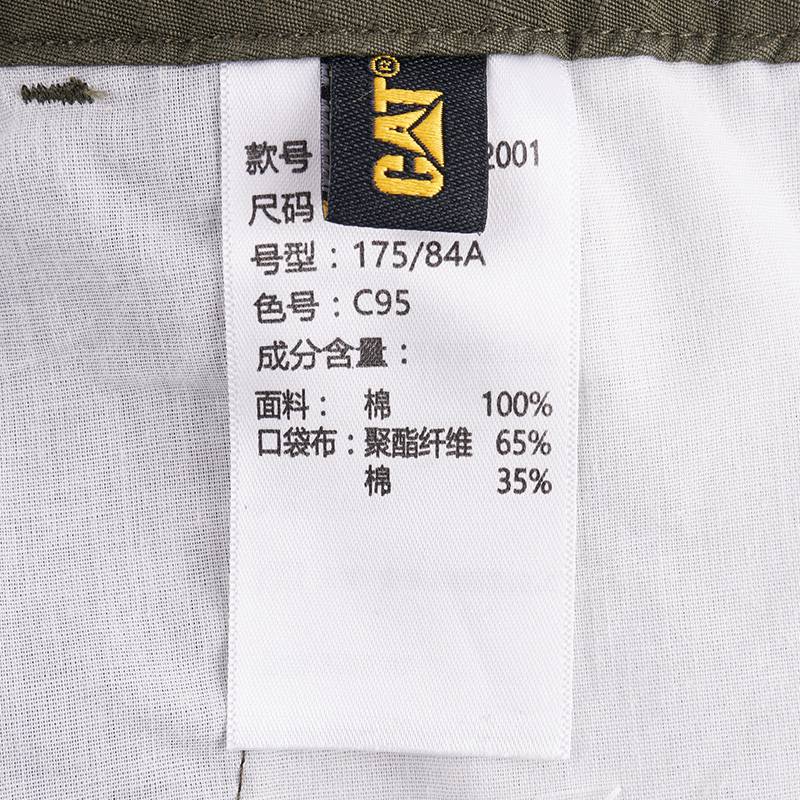 CAT®
款号 2001
尺码
号型：175/84A
色号：C95
成分含量：
面料： 棉 100%
口袋布：聚酯纤维 65%
棉 35%